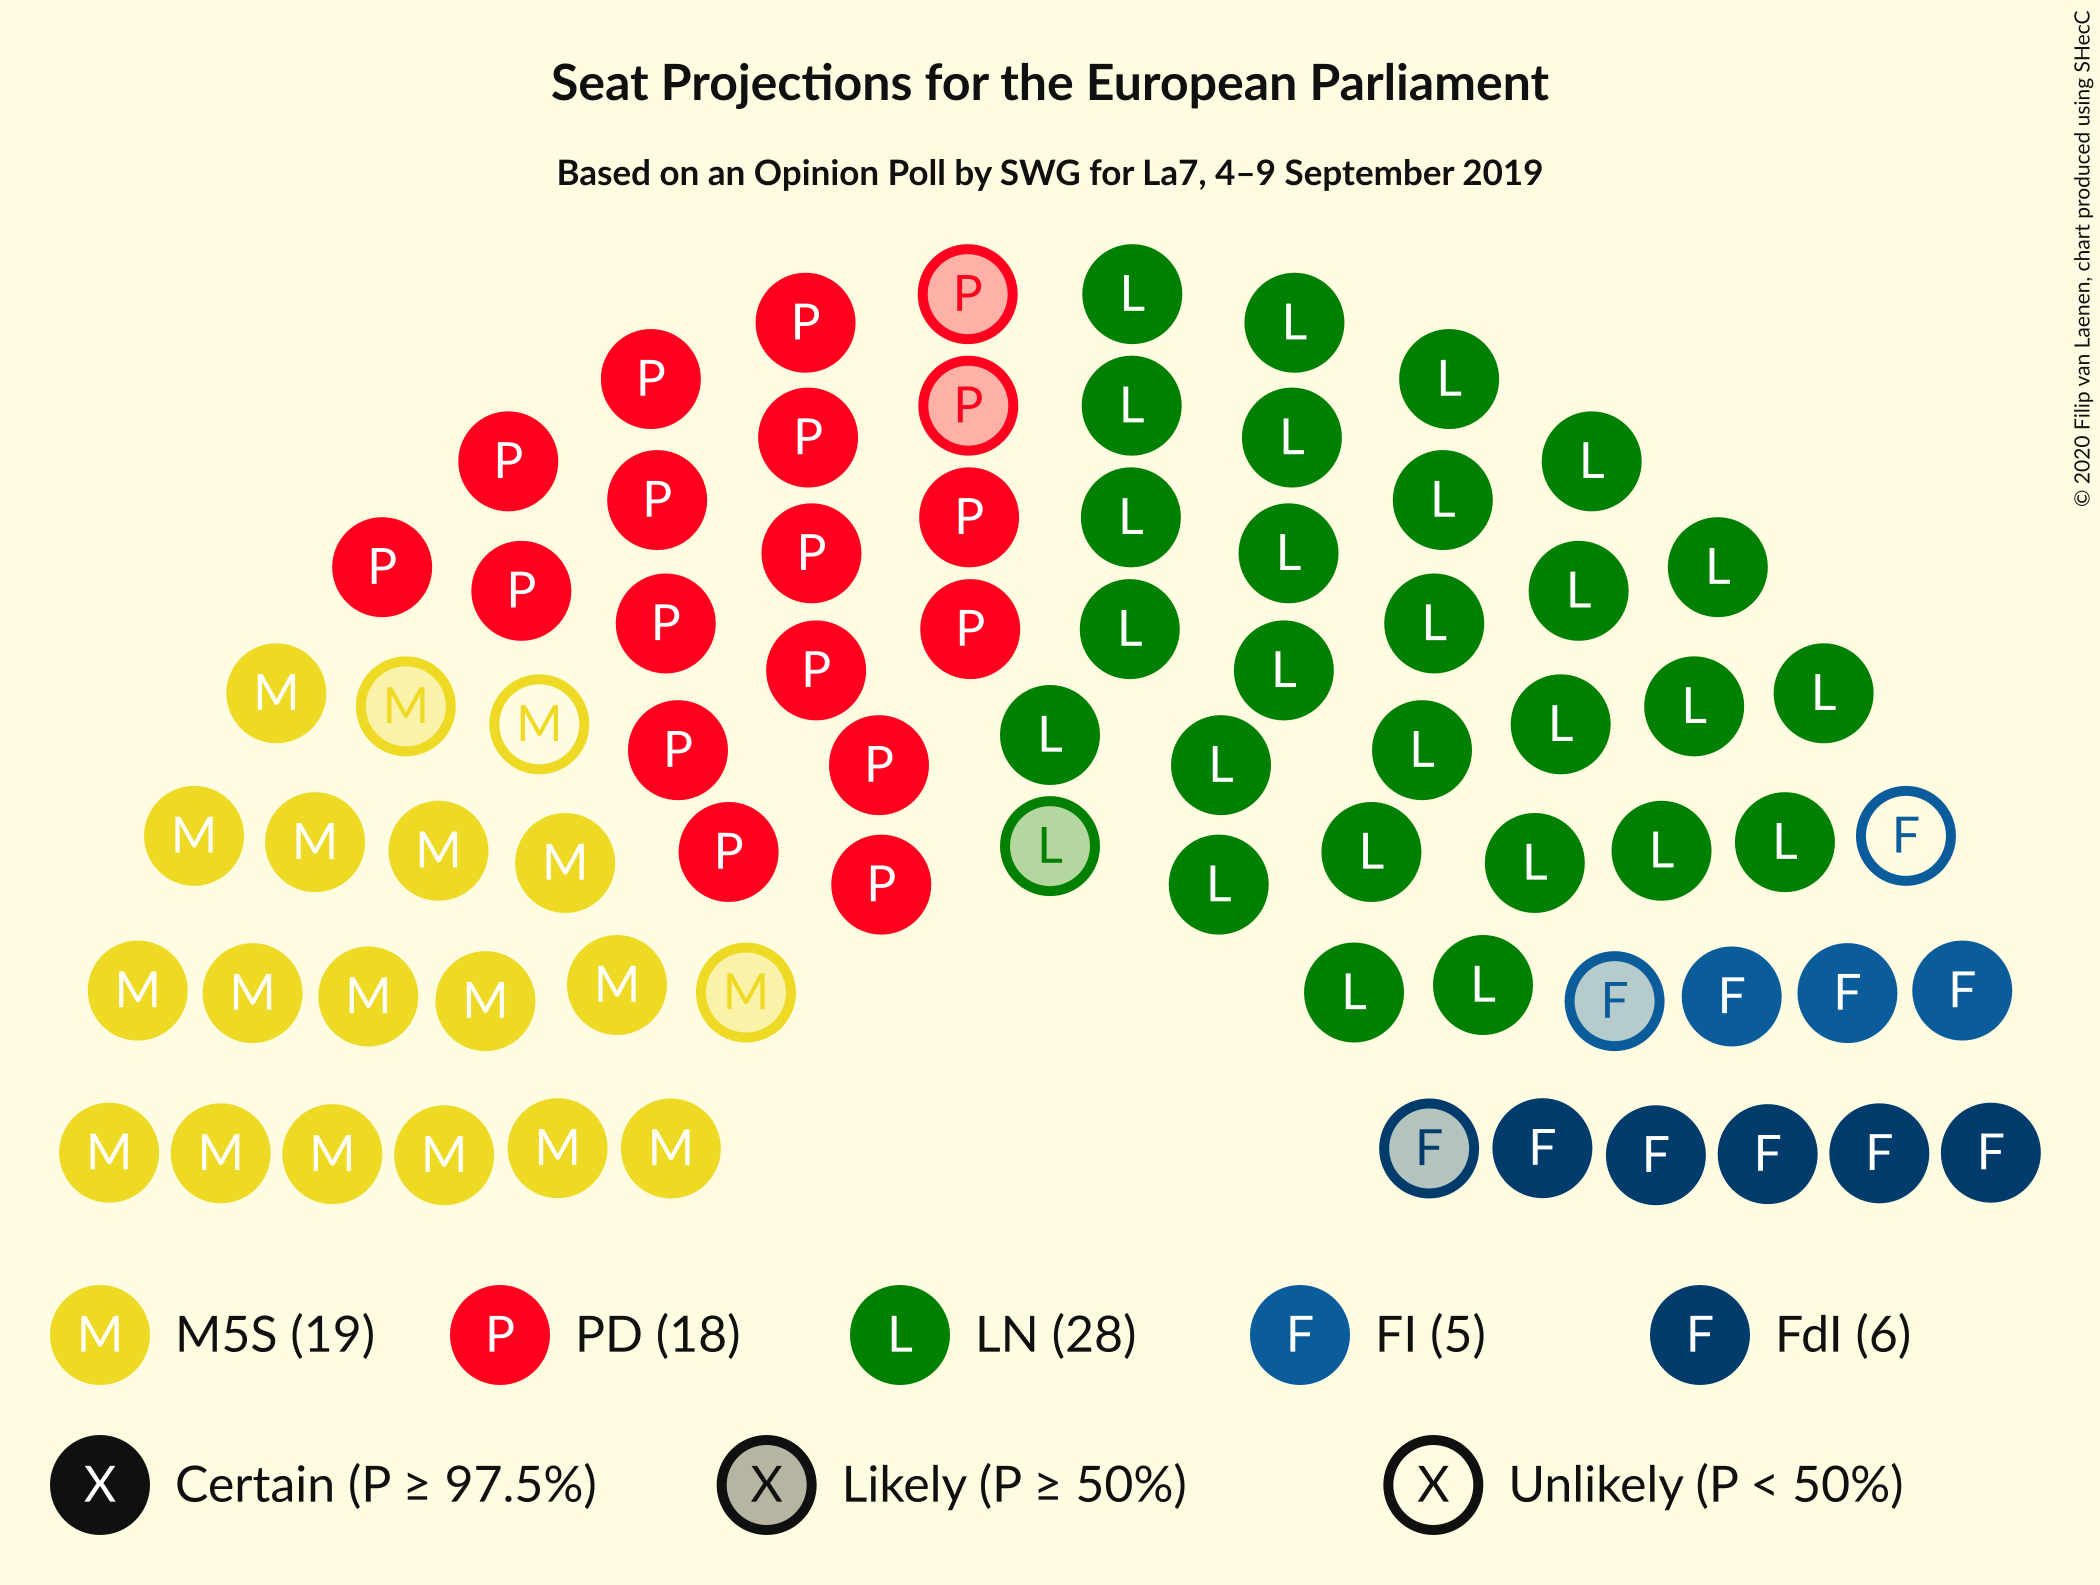 Seat Projections for the European Parliament
Based on an Opinion Poll by SWG for La7, 4–9 September 2019
© 2020 Filip van Laenen, chart produced using SHecC
P L
P L
P L
P P L L
P L
P L
P L
P P L L
P L
P L
P P L L
P L
P L
M L
M M L L
M L
P L
L
P L
M M L L F
L
P L
M M L L
P L
M M F F
M M L L
M F
M L
M F
M M M M M M F F F F F F
M M5S (19) P PD (18) L LN (28) F FI (5) F FdI (6)
X Certain (P ≥ 97.5%) X Likely (P ≥ 50%) X Unlikely (P < 50%)